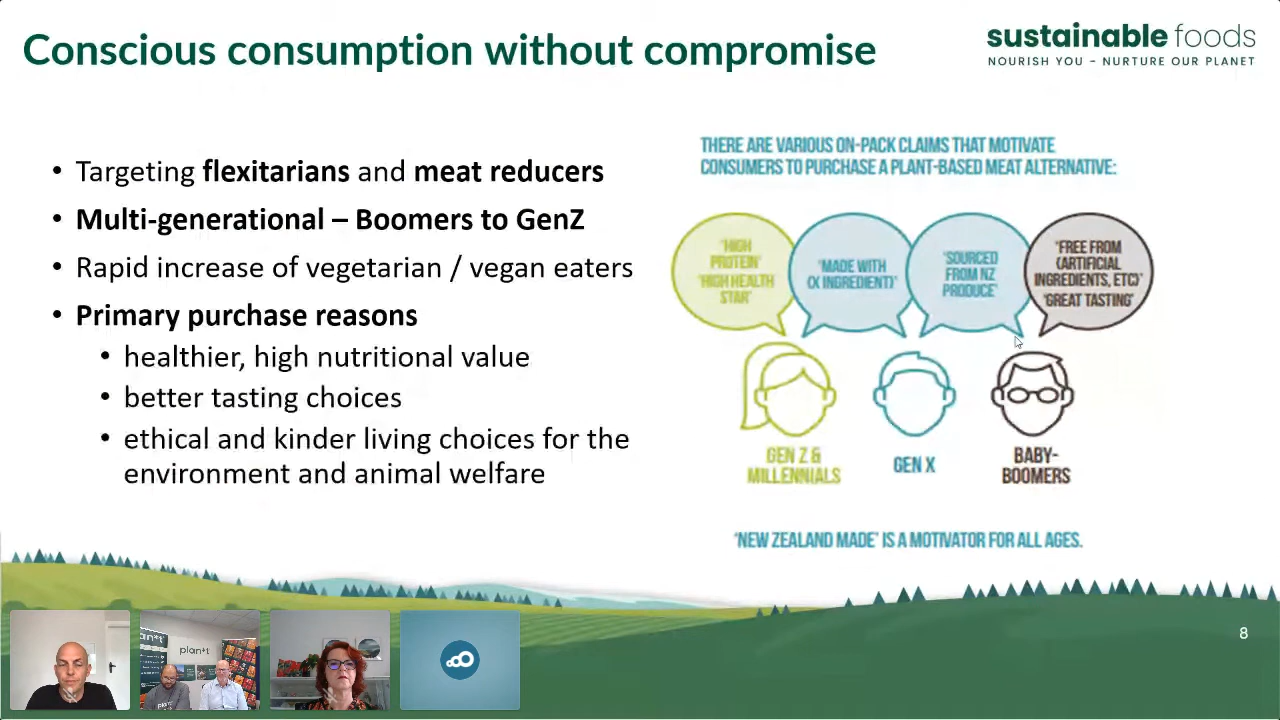 Conscious consumption without compromise
sustainable foods
NOURISH YOU – NURTURE OUR PLANET
• Targeting flexitarians and meat reducers
• Multi-generational – Boomers to GenZ
• Rapid increase of vegetarian / vegan eaters
• Primary purchase reasons
• healthier, high nutritional value
• better tasting choices
• ethical and kinder living choices for the
environment and animal welfare
THERE ARE VARIOUS ON-PACK CLAIMS THAT MOTIVATE
CONSUMERS TO PURCHASE A PLANT-BASED MEAT ALTERNATIVE:
'HIGH
PROTEIN'
'HIGH HEALTH
STAR'
'MADE WITH
(X INGREDIENT)'
'SOURCED
FROM NZ
PRODUCE'
'FREE FROM
(ARTIFICIAL
INGREDIENTS, ETC)'
'GREAT TASTING'
GEN Z &
MILLENNIALS
GEN X
BABY-
BOOMERS
'NEW ZEALAND MADE' IS A MOTIVATOR FOR ALL AGES.
plan*t
8